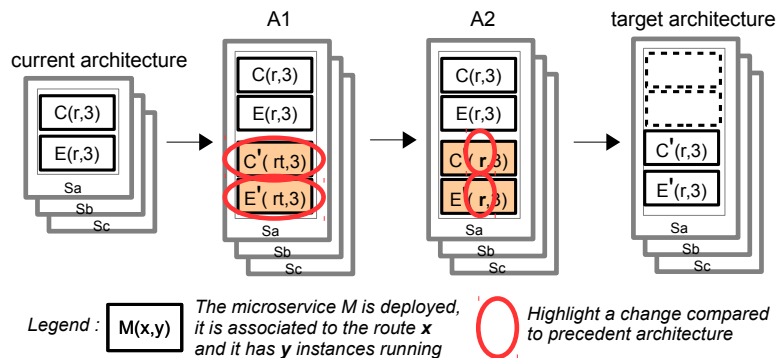 A1
A2
target architecture
current architecture
C(r,3)
E(r,3)
Sa
Sb
Sc
C(r,3)
E(r,3)
C'( rt,3)
E'( rt,3)
Sa
Sb
Sc
C(r,3)
E(r,3)
C'( r,3)
E'( r,3)
Sa
Sb
Sc
C'(r,3)
E'(r,3)
Sa
Sb
Sc
Legend :
M(x,y)
The microservice M is deployed,
it is associated to the route x
and it has y instances running
Highlight a change compared
to precedent architecture